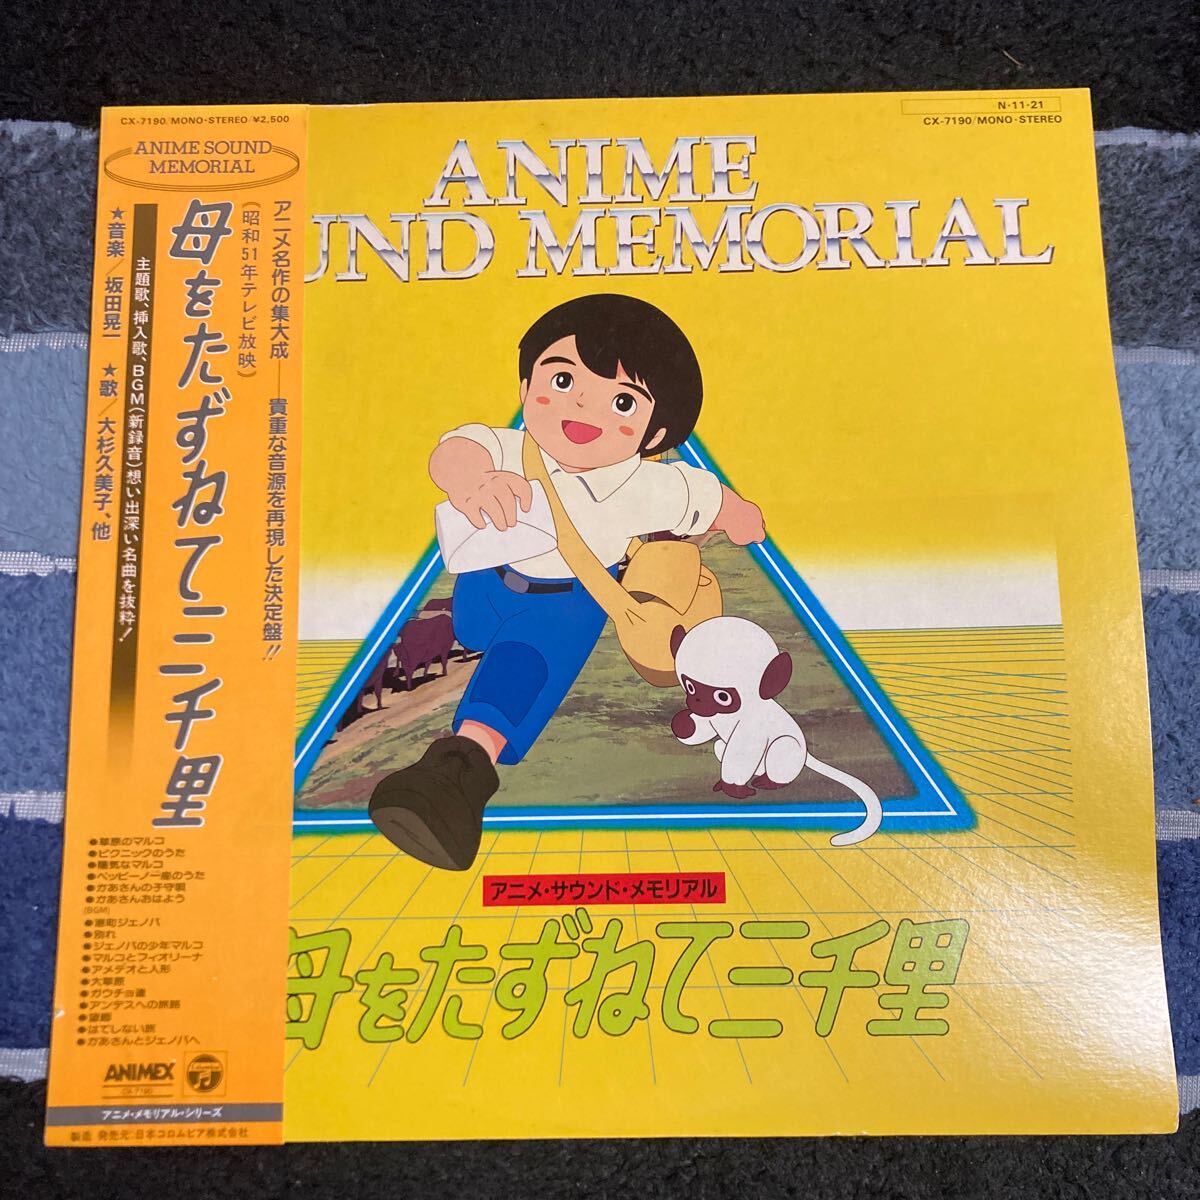 CX-7190/MONO・STEREO/¥2,500
ANIME SOUND
MEMORIAL
アニメ名作の集大成——貴重な音源を再現した決定盤!!
(昭和51年テレビ放映)
母をたずねて三千里
主題歌、挿入歌、BGM(新録音)想い出深い名曲を抜粋!
★音楽/坂田晃一 ★歌/大杉久美子、他
●草原のマルコ
●ピクニックのうた
●陽気なマルコ
●ペッピーノ一座のうた
●かあさんの子守唄
●かあさんおはよう
(BGM)
●港町ジェノバ
●別れ
●ジェノバの少年マルコ
●マルコとフィオリーナ
●アメデオと人形
●大草原
●ガウチョ達
●アンデスへの旅路
●望郷
●はてしない旅
●かあさんとジェノバへ
ANIMEX
CX-7190
Columbia
アニメ・メモリアル・シリーズ
製造 発売元:日本コロムビア株式会社
N・11・21
CX-7190/MONO・STEREO
ANIME
UND MEMORIAL
アニメ・サウンド・メモリアル
母をたずねて三千里